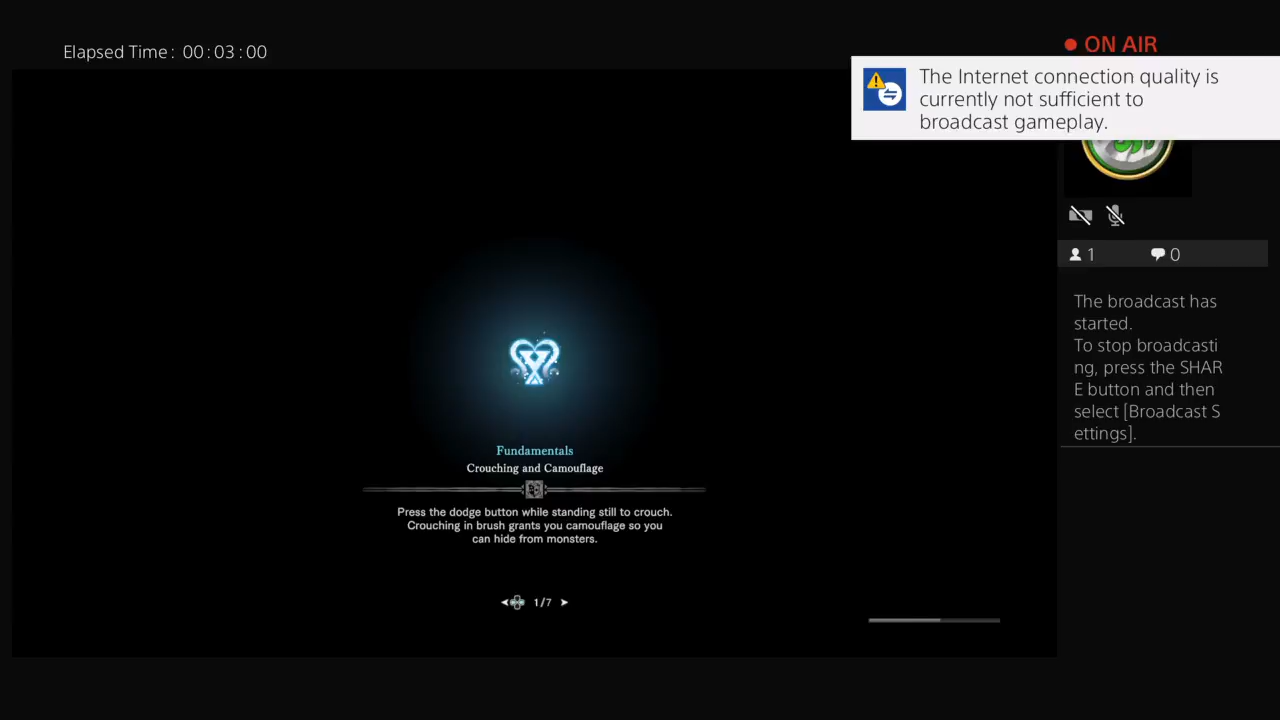 Elapsed Time: 00:03:00
ON AIR
The Internet connection quality is
currently not sufficient to
broadcast gameplay.
1
0
The broadcast has
started.
To stop broadcasti
ng, press the SHAR
E button and then
select [Broadcast S
ettings].
Fundamentals
Crouching and Camouflage
Press the dodge button while standing still to crouch.
Crouching in brush grants you camouflage so you
can hide from monsters.
1/7